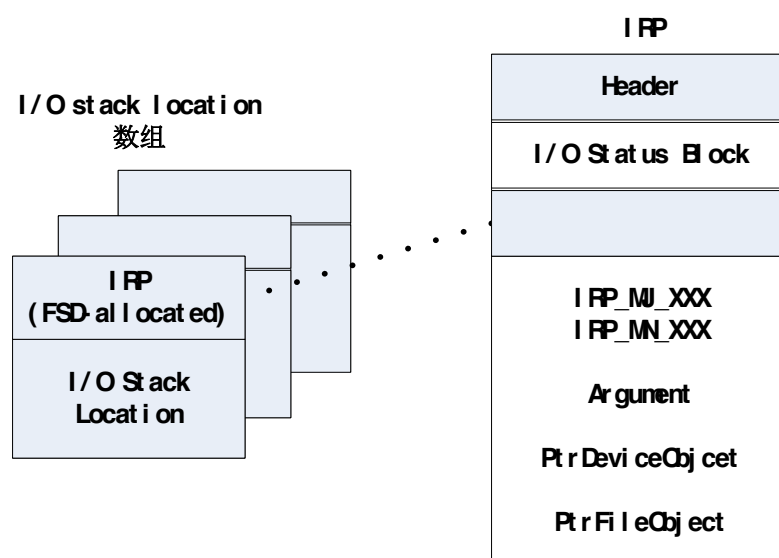 I/O stack location
数组
IRP
(FSD-allocated)
I/O Stack
Location
IRP
Header
I/O Status Block
IRP_MJ_XXX
IRP_MN_XXX
Argument
PtrDeviceObjcet
PtrFileObject